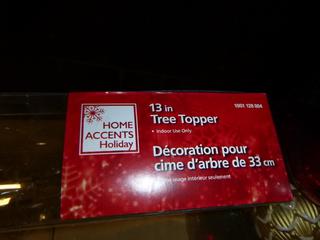 HOME
ACCENTS
Holiday
13 in
Tree Topper
• Indoor Use Only
1001 120 004
Décoration pour
cime d'arbre de 33 cm
usage intérieur seulement